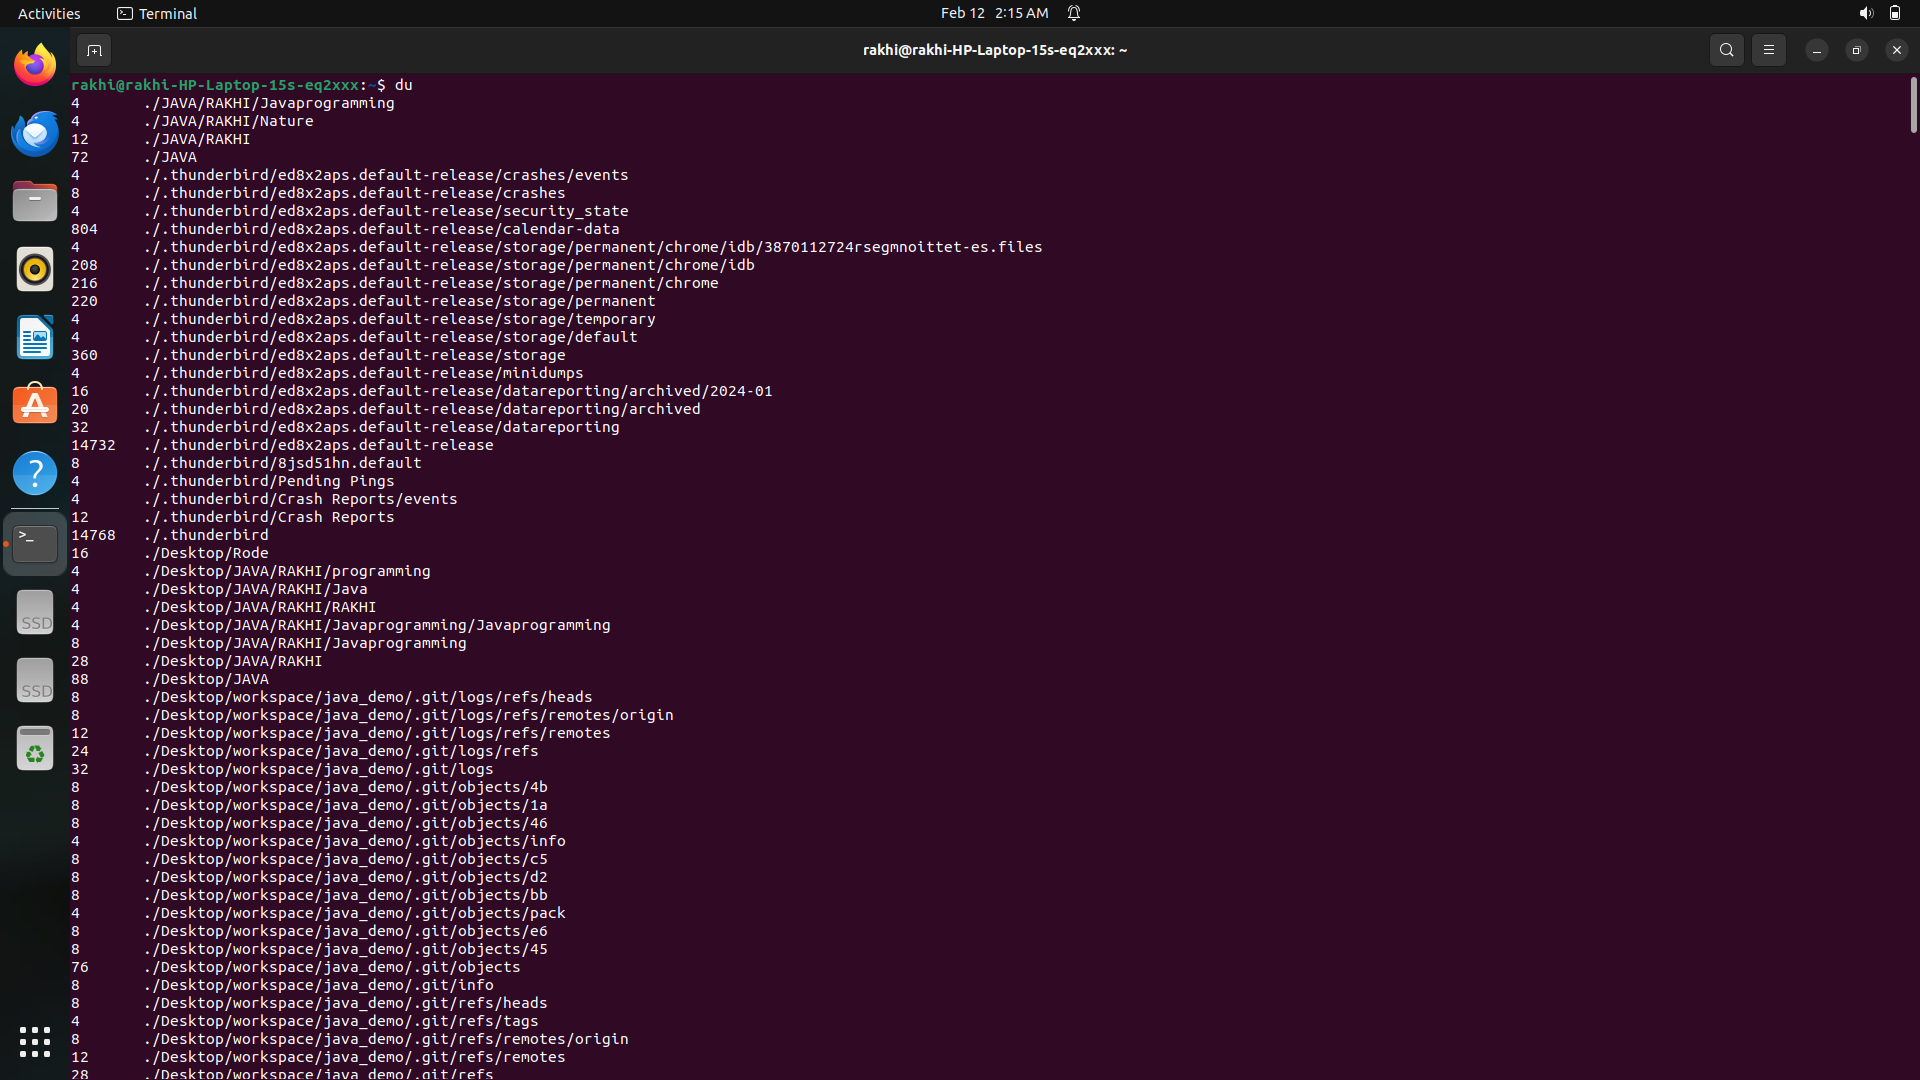 Activities Terminal Feb 12 2:15 AM
rakhi@rakhi-HP-Laptop-15s-eq2xxx: ~
rakhi@rakhi-HP-Laptop-15s-eq2xxx:~$ du
4 ./JAVA/RAKHI/Javaprogramming
4 ./JAVA/RAKHI/Nature
12 ./JAVA/RAKHI
72 ./JAVA
4 ./.thunderbird/ed8x2aps.default-release/crashes/events
8 ./.thunderbird/ed8x2aps.default-release/crashes
4 ./.thunderbird/ed8x2aps.default-release/security_state
804 ./.thunderbird/ed8x2aps.default-release/calendar-data
4 ./.thunderbird/ed8x2aps.default-release/storage/permanent/chrome/idb/3870112724rsegmnoittet-es.files
208 ./.thunderbird/ed8x2aps.default-release/storage/permanent/chrome/idb
216 ./.thunderbird/ed8x2aps.default-release/storage/permanent/chrome
220 ./.thunderbird/ed8x2aps.default-release/storage/permanent
4 ./.thunderbird/ed8x2aps.default-release/storage/temporary
4 ./.thunderbird/ed8x2aps.default-release/storage/default
360 ./.thunderbird/ed8x2aps.default-release/storage
4 ./.thunderbird/ed8x2aps.default-release/minidumps
16 ./.thunderbird/ed8x2aps.default-release/datareporting/archived/2024-01
20 ./.thunderbird/ed8x2aps.default-release/datareporting/archived
32 ./.thunderbird/ed8x2aps.default-release/datareporting
14732 ./.thunderbird/ed8x2aps.default-release
8 ./.thunderbird/8jsd51hn.default
4 ./.thunderbird/Pending Pings
4 ./.thunderbird/Crash Reports/events
12 ./.thunderbird/Crash Reports
14768 ./.thunderbird
16 ./Desktop/Rode
4 ./Desktop/JAVA/RAKHI/programming
4 ./Desktop/JAVA/RAKHI/Java
4 ./Desktop/JAVA/RAKHI/RAKHI
4 ./Desktop/JAVA/RAKHI/Javaprogramming/Javaprogramming
8 ./Desktop/JAVA/RAKHI/Javaprogramming
28 ./Desktop/JAVA/RAKHI
88 ./Desktop/JAVA
8 ./Desktop/workspace/java_demo/.git/logs/refs/heads
8 ./Desktop/workspace/java_demo/.git/logs/refs/remotes/origin
12 ./Desktop/workspace/java_demo/.git/logs/refs/remotes
24 ./Desktop/workspace/java_demo/.git/logs/refs
32 ./Desktop/workspace/java_demo/.git/logs
8 ./Desktop/workspace/java_demo/.git/objects/4b
8 ./Desktop/workspace/java_demo/.git/objects/1a
8 ./Desktop/workspace/java_demo/.git/objects/46
4 ./Desktop/workspace/java_demo/.git/objects/info
8 ./Desktop/workspace/java_demo/.git/objects/c5
8 ./Desktop/workspace/java_demo/.git/objects/d2
8 ./Desktop/workspace/java_demo/.git/objects/bb
4 ./Desktop/workspace/java_demo/.git/objects/pack
8 ./Desktop/workspace/java_demo/.git/objects/e6
8 ./Desktop/workspace/java_demo/.git/objects/45
76 ./Desktop/workspace/java_demo/.git/objects
8 ./Desktop/workspace/java_demo/.git/info
8 ./Desktop/workspace/java_demo/.git/refs/heads
4 ./Desktop/workspace/java_demo/.git/refs/tags
8 ./Desktop/workspace/java_demo/.git/refs/remotes/origin
12 ./Desktop/workspace/java_demo/.git/refs/remotes
28 ./Desktop/workspace/java_demo/.git/refs
SSD
SSD